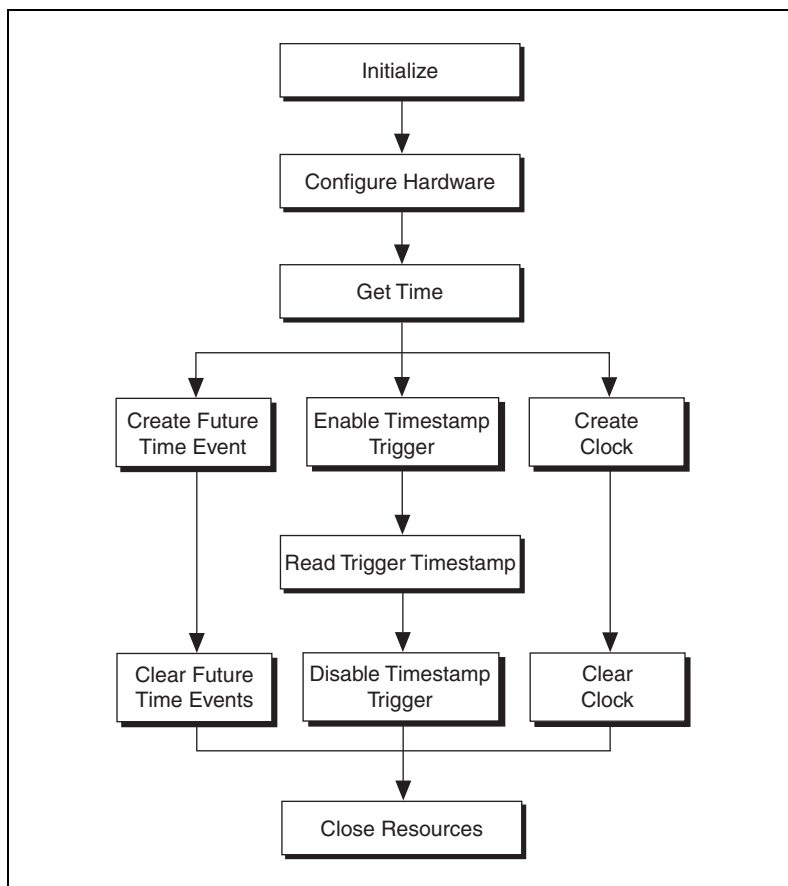 Initialize
Configure Hardware
Get Time
Create Future
Time Event
Enable Timestamp
Trigger
Create
Clock
Read Trigger Timestamp
Clear Future
Time Events
Disable Timestamp
Trigger
Clear
Clock
Close Resources